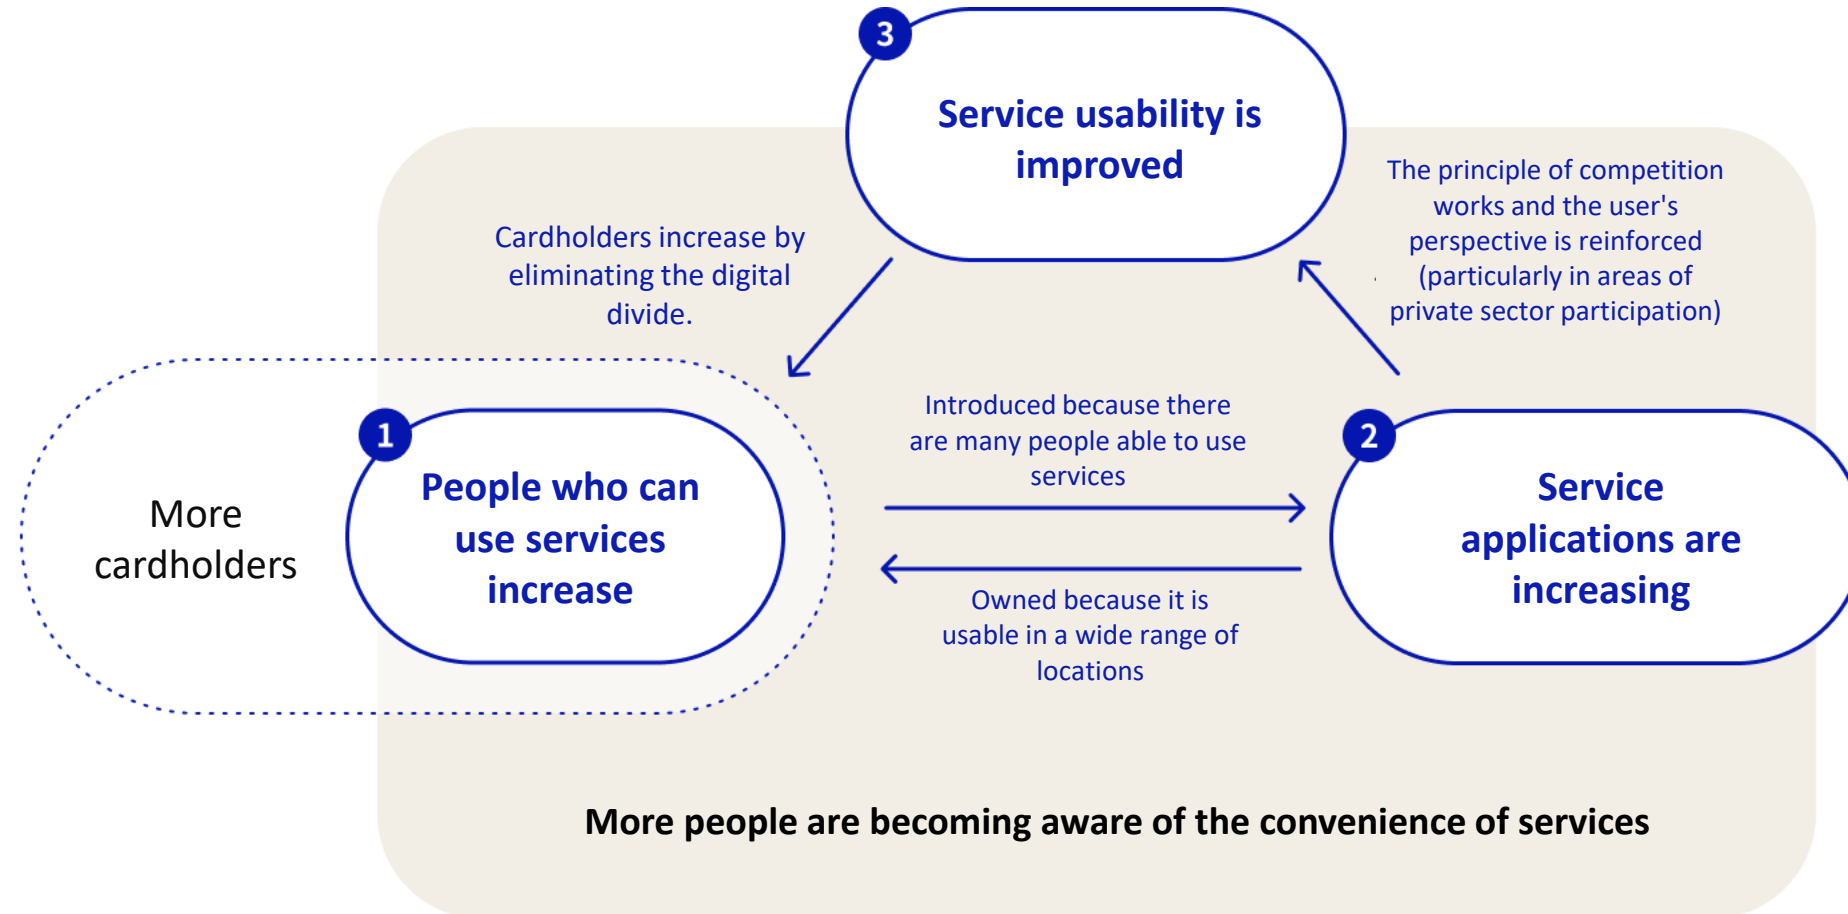 3
Service usability is
improved
The principle of competition
works and the user's
perspective is reinforced
(particularly in areas of
private sector participation)
Cardholders increase by
eliminating the digital
divide.
More
cardholders
1
People who can
use services
increase
Introduced because there
are many people able to use
services
Owned because it is
usable in a wide range of
locations
2
Service
applications are
increasing
More people are becoming aware of the convenience of services